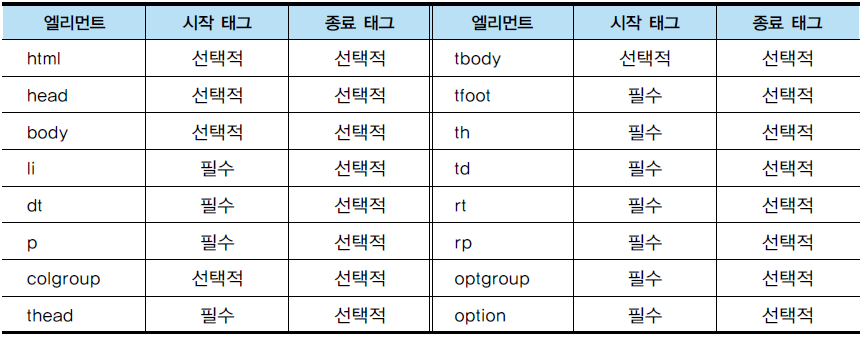 엘리먼트 시작 태그 종료 태그 엘리먼트 시작 태그 종료 태그
html 선택적 선택적 tbody 선택적 선택적
head 선택적 선택적 tfoot 필수 선택적
body 선택적 선택적 th 필수 선택적
li 필수 선택적 td 필수 선택적
dt 필수 선택적 rt 필수 선택적
p 필수 선택적 rp 필수 선택적
colgroup 선택적 선택적 optgroup 필수 선택적
thead 필수 선택적 option 필수 선택적